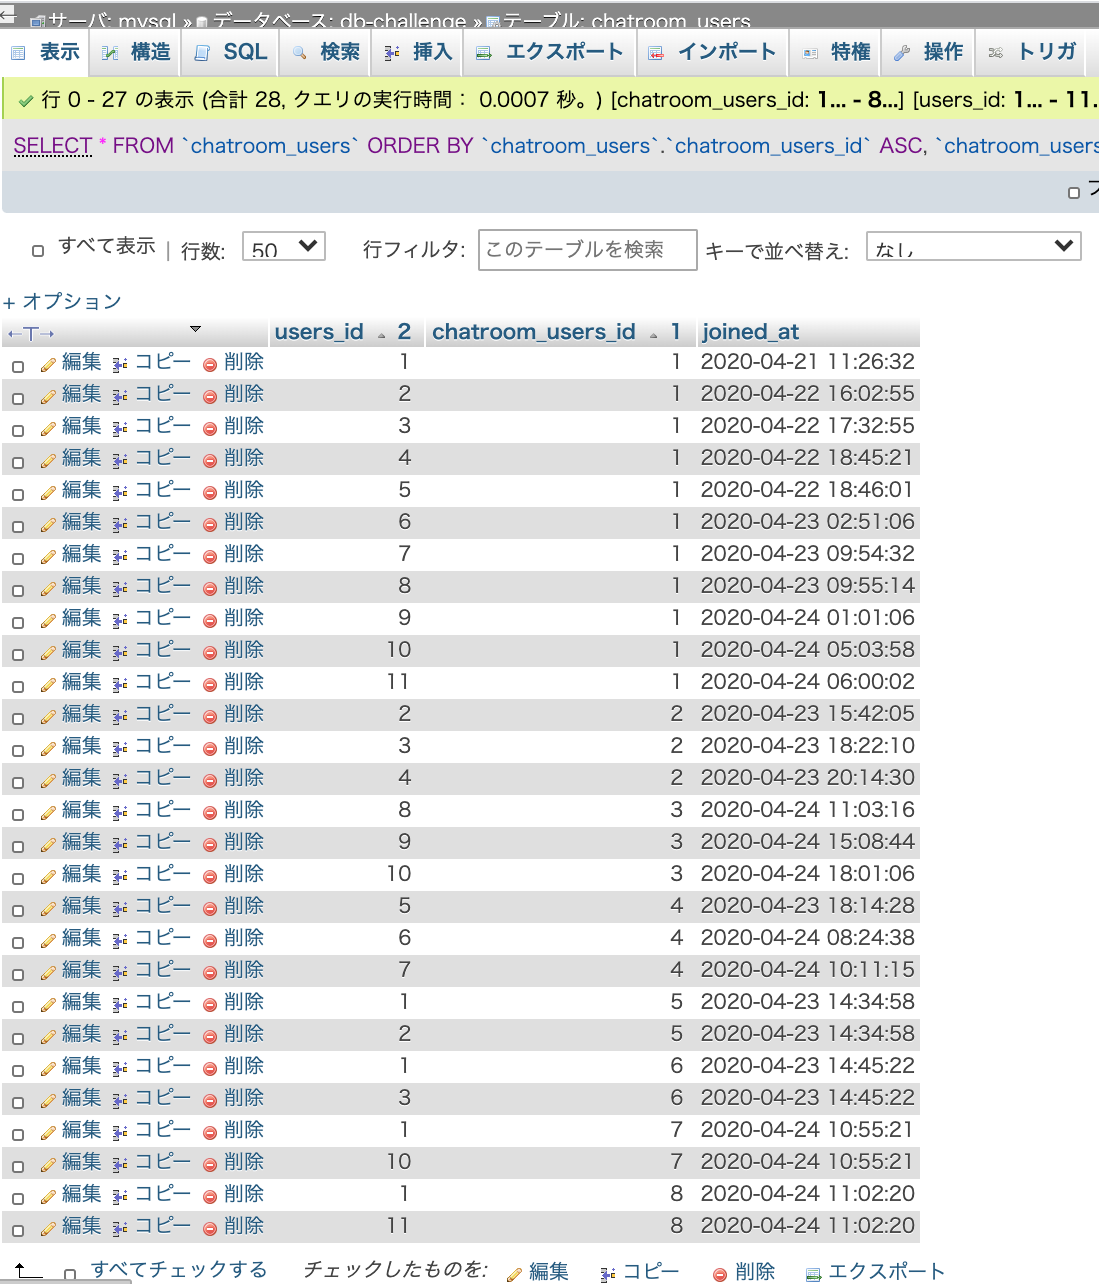 サーバ: mysql » データベース: db-challenge » テーブル: chatroom_users
表示 構造 SQL 検索 挿入 エクスポート インポート 特権 操作 トリガ
行 0 - 27 の表示 (合計 28, クエリの実行時間： 0.0007 秒。) [chatroom_users_id: 1... - 8...] [users_id: 1... - 11.
SELECT * FROM `chatroom_users` ORDER BY `chatroom_users`.`chatroom_users_id` ASC, `chatroom_users
すべて表示 | 行数: 50 行フィルタ: このテーブルを検索 キーで並べ替え: なし
+ オプション
←T→ users_id 2 chatroom_users_id 1 joined_at
編集 コピー 削除 1 1 2020-04-21 11:26:32
編集 コピー 削除 2 1 2020-04-22 16:02:55
編集 コピー 削除 3 1 2020-04-22 17:32:55
編集 コピー 削除 4 1 2020-04-22 18:45:21
編集 コピー 削除 5 1 2020-04-22 18:46:01
編集 コピー 削除 6 1 2020-04-23 02:51:06
編集 コピー 削除 7 1 2020-04-23 09:54:32
編集 コピー 削除 8 1 2020-04-23 09:55:14
編集 コピー 削除 9 1 2020-04-24 01:01:06
編集 コピー 削除 10 1 2020-04-24 05:03:58
編集 コピー 削除 11 1 2020-04-24 06:00:02
編集 コピー 削除 2 2 2020-04-23 15:42:05
編集 コピー 削除 3 2 2020-04-23 18:22:10
編集 コピー 削除 4 2 2020-04-23 20:14:30
編集 コピー 削除 8 3 2020-04-24 11:03:16
編集 コピー 削除 9 3 2020-04-24 15:08:44
編集 コピー 削除 10 3 2020-04-24 18:01:06
編集 コピー 削除 5 4 2020-04-23 18:14:28
編集 コピー 削除 6 4 2020-04-24 08:24:38
編集 コピー 削除 7 4 2020-04-24 10:11:15
編集 コピー 削除 1 5 2020-04-23 14:34:58
編集 コピー 削除 2 5 2020-04-23 14:34:58
編集 コピー 削除 1 6 2020-04-23 14:45:22
編集 コピー 削除 3 6 2020-04-23 14:45:22
編集 コピー 削除 1 7 2020-04-24 10:55:21
編集 コピー 削除 10 7 2020-04-24 10:55:21
編集 コピー 削除 1 8 2020-04-24 11:02:20
編集 コピー 削除 11 8 2020-04-24 11:02:20
すべてチェックする チェックしたものを: 編集 コピー 削除 エクスポート